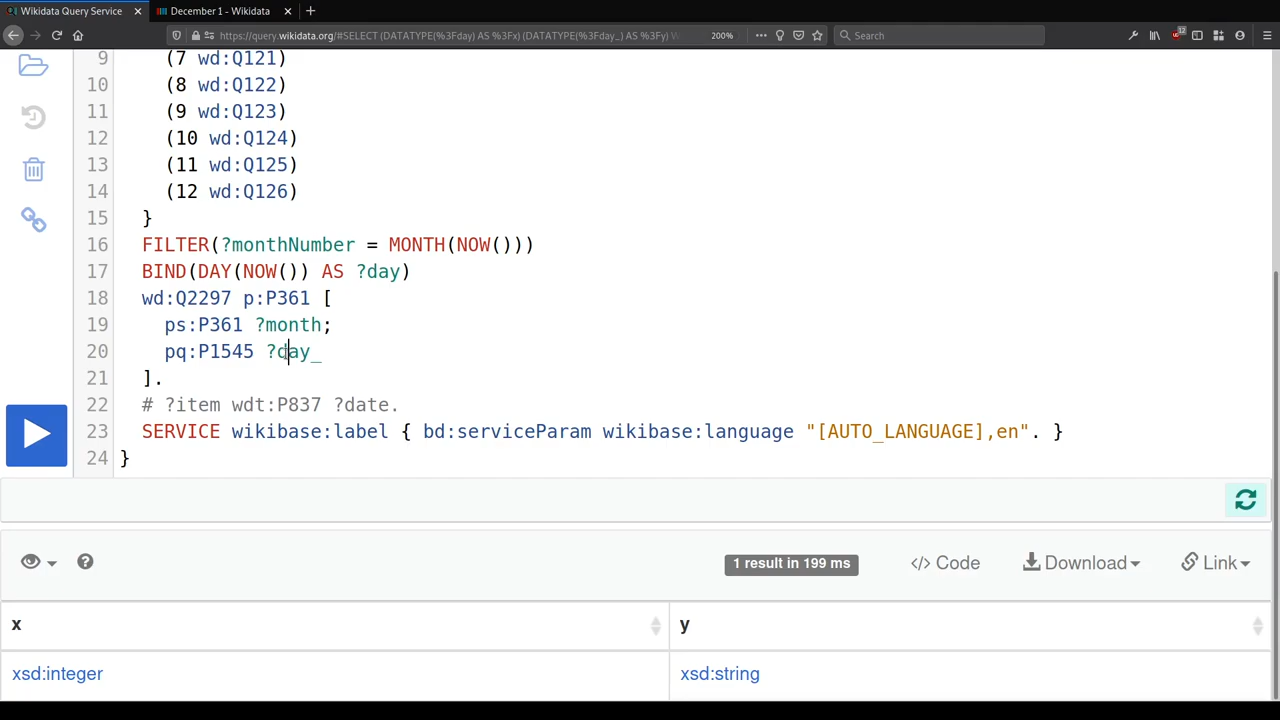 Wikidata Query Service
December 1 - Wikidata
https://query.wikidata.org/#SELECT (DATATYPE(%3Fday) AS %3Fx) (DATATYPE(%3Fday_) AS %3Fy) W
200%
Search
12
9 (7 wd:Q121)
10 (8 wd:Q122)
11 (9 wd:Q123)
12 (10 wd:Q124)
13 (11 wd:Q125)
14 (12 wd:Q126)
15 }
16 FILTER(?monthNumber = MONTH(NOW()))
17 BIND(DAY(NOW()) AS ?day)
18 wd:Q2297 p:P361 [
19 ps:P361 ?month;
20 pq:P1545 ?day_
21 ].
22 # ?item wdt:P837 ?date.
23 SERVICE wikibase:label { bd:serviceParam wikibase:language "[AUTO_LANGUAGE],en". }
24 }
1 result in 199 ms
</> Code
Download
Link
x y
xsd:integer xsd:string